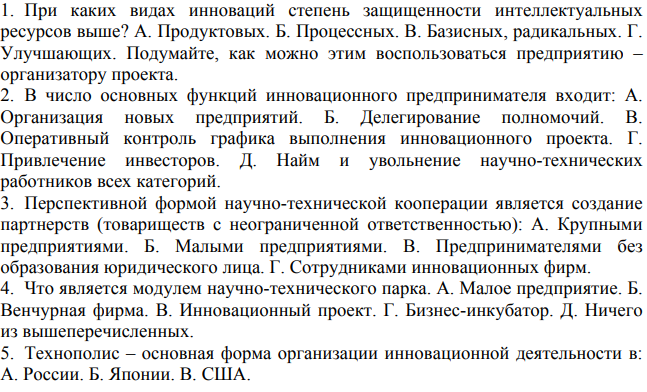 1. При каких видах инноваций степень защищенности интеллектуальных
ресурсов выше? А. Продуктовых. Б. Процессных. В. Базисных, радикальных. Г.
Улучшающих. Подумайте, как можно этим воспользоваться предприятию –
организатору проекта.
2. В число основных функций инновационного предпринимателя входит: А.
Организация новых предприятий. Б. Делегирование полномочий. В.
Оперативный контроль графика выполнения инновационного проекта. Г.
Привлечение инвесторов. Д. Найм и увольнение научно-технических
работников всех категорий.
3. Перспективной формой научно-технической кооперации является создание
партнерств (товариществ с неограниченной ответственностью): А. Крупными
предприятиями. Б. Малыми предприятиями. В. Предпринимателями без
образования юридического лица. Г. Сотрудниками инновационных фирм.
4. Что является модулем научно-технического парка. А. Малое предприятие. Б.
Венчурная фирма. В. Инновационный проект. Г. Бизнес-инкубатор. Д. Ничего
из вышеперечисленных.
5. Технополис – основная форма организации инновационной деятельности в:
А. России. Б. Японии. В. США.